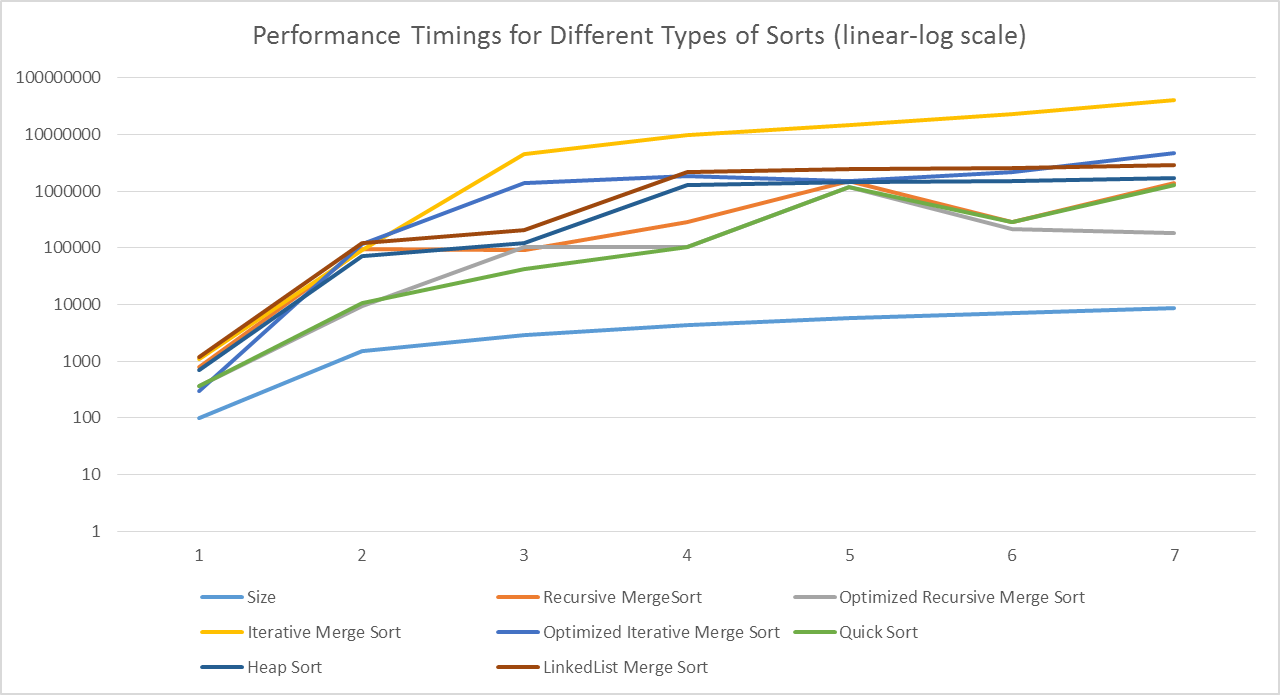 Performance Timings for Different Types of Sorts (linear-log scale)
100000000
10000000
1000000
100000
10000
1000
100
10
1
1 2 3 4 5 6 7
Size Recursive MergeSort Optimized Recursive Merge Sort
Iterative Merge Sort Optimized Iterative Merge Sort Quick Sort
Heap Sort LinkedList Merge Sort